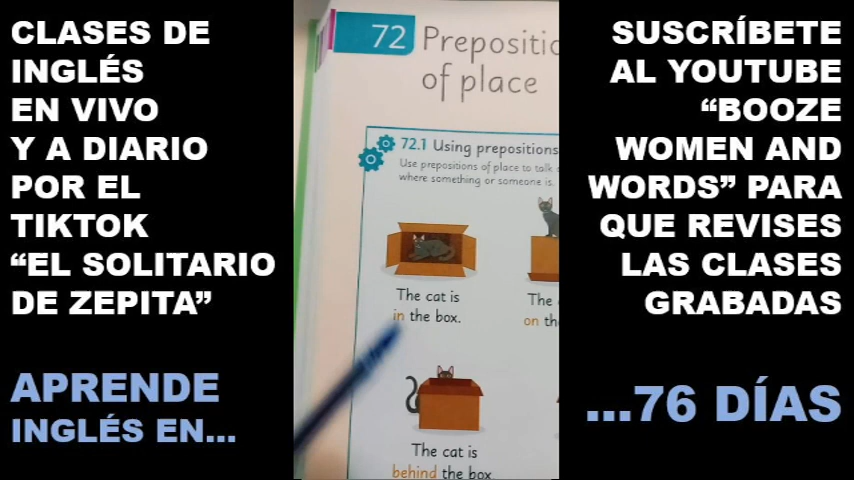 CLASES DE
INGLÉS
EN VIVO
Y A DIARIO
POR EL
TIKTOK
“EL SOLITARIO
DE ZEPITA”
APRENDE
INGLÉS EN...
72
of place
72.1 Using prepositions
Use prepositions of place to talk
where something or someone is.
The cat is
in the box.
The
on
The cat is
behind the box.
SUSCRÍBETE
AL YOUTUBE
“BOOZE
WOMEN AND
WORDS” PARA
QUE REVISES
LAS CLASES
GRABADAS
...76 DÍAS